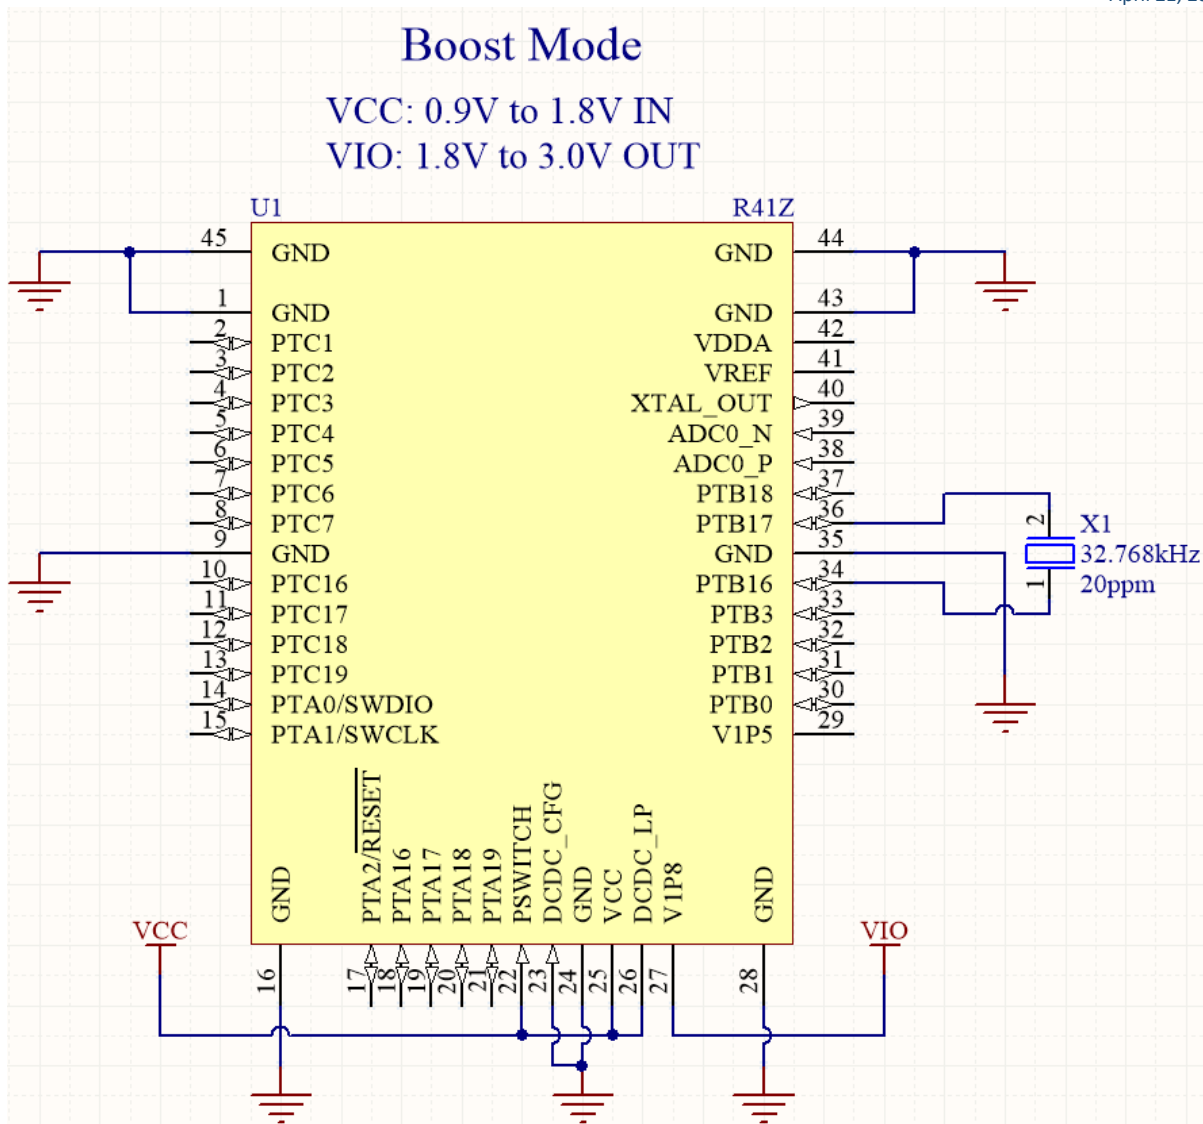 Boost Mode
VCC: 0.9V to 1.8V IN
VIO: 1.8V to 3.0V OUT
U1 R41Z
45 GND GND 44
1 GND GND 43
2 PTC1 VDDA 42
3 PTC2 VREF 41
4 PTC3 XTAL_OUT 40
5 PTC4 ADC0_N 39
6 PTC5 ADC0_P 38
7 PTC6 PTB18 37
8 PTC7 PTB17 36
2 X1
9 GND GND 35
32.768kHz
10 PTC16 PTB16 34
1 20ppm
11 PTC17 PTB3 33
12 PTC18 PTB2 32
13 PTC19 PTB1 31
14 PTA0/SWDIO PTB0 30
15 PTA1/SWCLK V1P5 29
GND PTA2/RESET PTA16 PTA17 PTA18 PTA19 PSWITCH DCDC_CFG GND VCC DCDC_LP V1P8 GND
VCC VIO
16 17 18 19 20 21 22 23 24 25 26 27 28